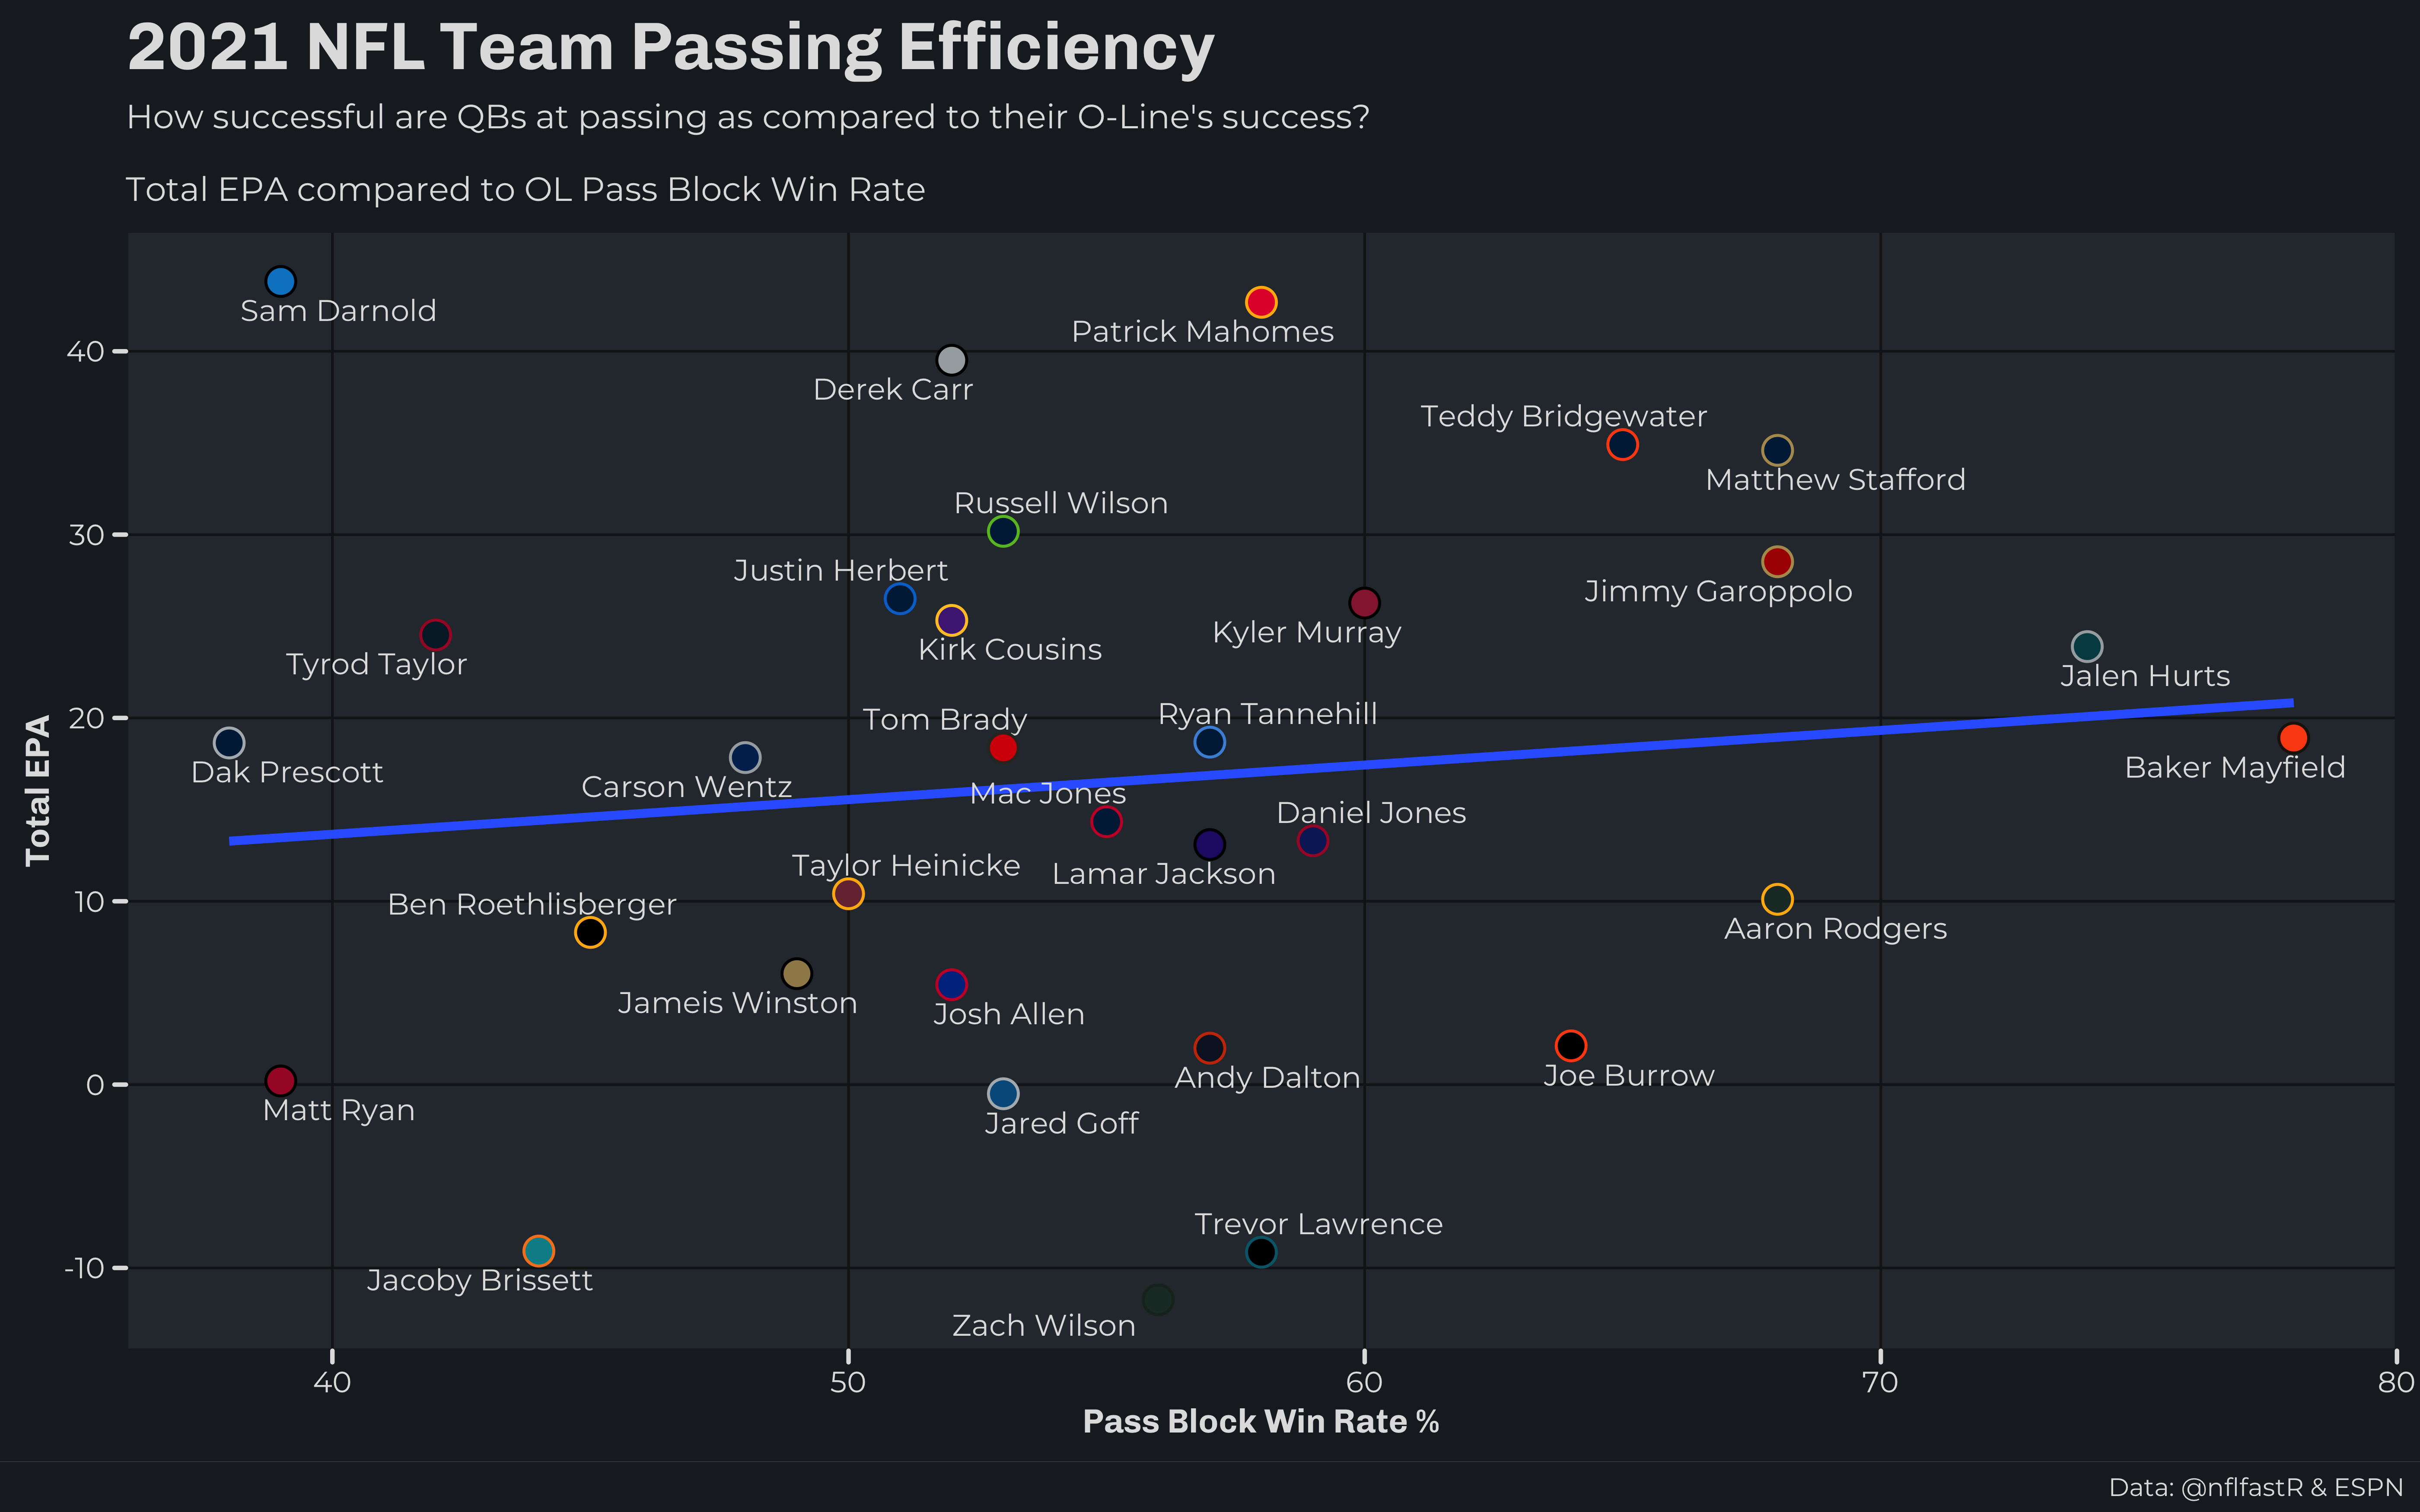 2021 NFL Team Passing Efficiency
How successful are QBs at passing as compared to their O-Line's success?
Total EPA compared to OL Pass Block Win Rate
Sam Darnold
Patrick Mahomes
40
Derek Carr
Teddy Bridgewater
Matthew Stafford
Russell Wilson
30
Justin Herbert
Jimmy Garoppolo
Kyler Murray
Kirk Cousins
Tyrod Taylor
Jalen Hurts
Ryan Tannehill
Tom Brady
20
Baker Mayfield
Dak Prescott
Carson Wentz
Mac Jones
Total EPA
Daniel Jones
Taylor Heinicke
Lamar Jackson
10
Ben Roethlisberger
Aaron Rodgers
Jameis Winston
Josh Allen
Joe Burrow
Andy Dalton
0
Matt Ryan
Jared Goff
Trevor Lawrence
-10
Jacoby Brissett
Zach Wilson
40
50
60
70
80
Pass Block Win Rate %
Data: @nflfastR & ESPN